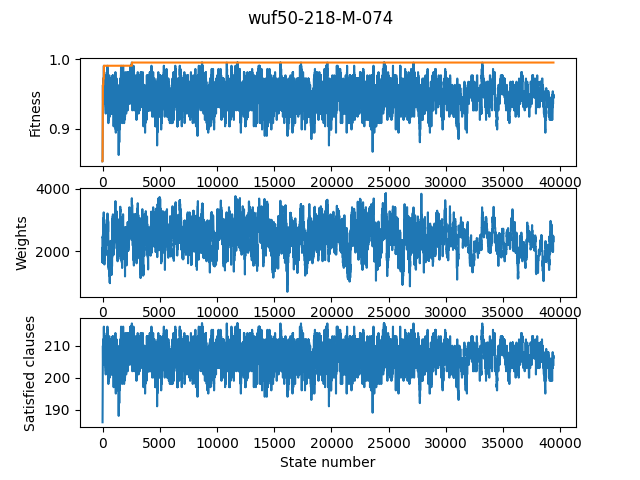 wuf50-218-M-074
1.0
0.9
Fitness
0 5000 10000 15000 20000 25000 30000 35000 40000
4000
2000
Weights
0 5000 10000 15000 20000 25000 30000 35000 40000
210
200
190
Satisfied clauses
0 5000 10000 15000 20000 25000 30000 35000 40000
State number